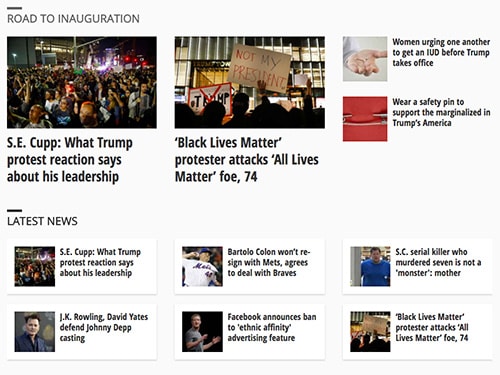 ROAD TO INAUGURATION
NOT MY
PRESIDENT
TRUMP
S.E. Cupp: What Trump
protest reaction says
about his leadership
‘Black Lives Matter’
protester attacks ‘All Lives
Matter’ foe, 74
Women urging one another
to get an IUD before Trump
takes office
Wear a safety pin to
support the marginalized in
Trump’s America
LATEST NEWS
S.E. Cupp: What Trump
protest reaction says
about his leadership
Bartolo Colon won’t re-
sign with Mets, agrees
to deal with Braves
S.C. serial killer who
murdered seven is not a
'monster': mother
J.K. Rowling, David Yates
defend Johnny Depp
casting
Facebook announces ban
to 'ethnic affinity'
advertising feature
‘Black Lives Matter’
protester attacks ‘All
Lives Matter’ foe, 74